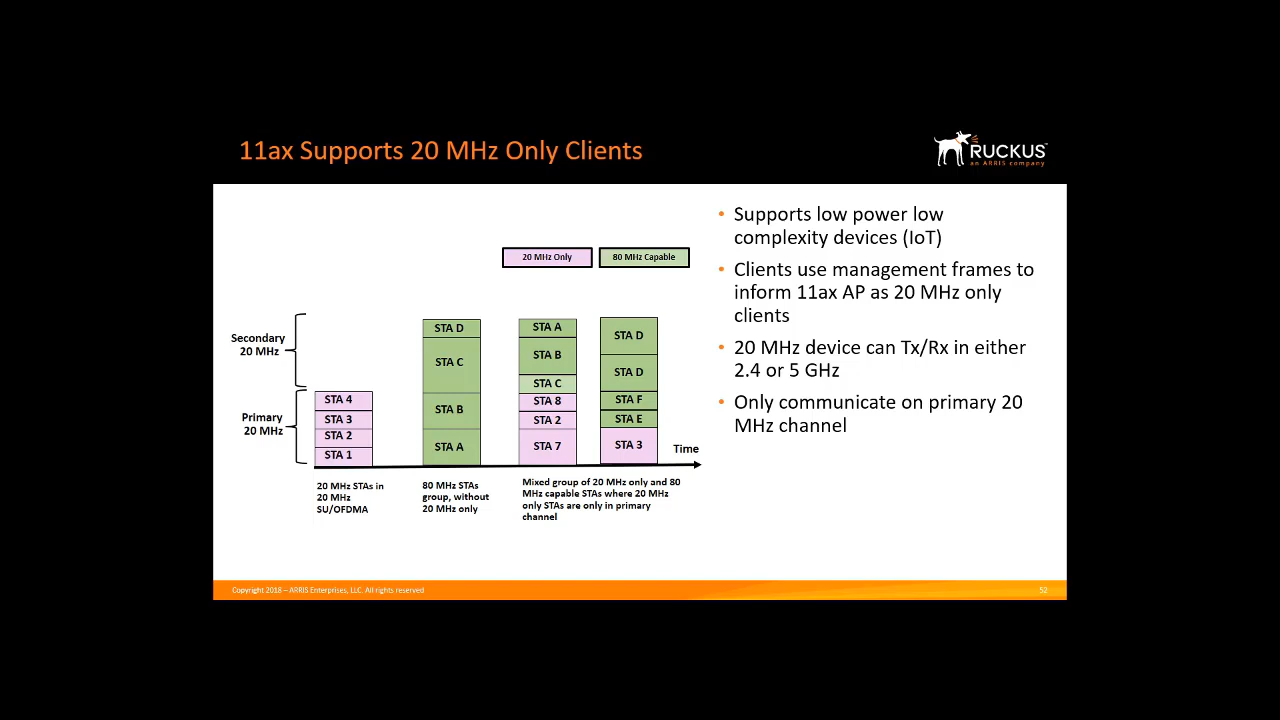 11ax Supports 20 MHz Only Clients
RUCKUS™
an ARRIS company
• Supports low power low
complexity devices (IoT)
• Clients use management frames to
inform 11ax AP as 20 MHz only
clients
• 20 MHz device can Tx/Rx in either
2.4 or 5 GHz
• Only communicate on primary 20
MHz channel
20 MHz Only
80 MHz Capable
Secondary
20 MHz
Primary
20 MHz
STA 4
STA 3
STA 2
STA 1
STA D
STA C
STA B
STA A
STA A
STA B
STA C
STA 8
STA 2
STA 7
STA D
STA D
STA F
STA E
STA 3
Time
20 MHz STAs in
20 MHz
SU/OFDMA
80 MHz STAs
group, without
20 MHz only
Mixed group of 20 MHz only and 80
MHz capable STAs where 20 MHz
only STAs are only in primary
channel
Copyright 2018 – ARRIS Enterprises, LLC. All rights reserved
52